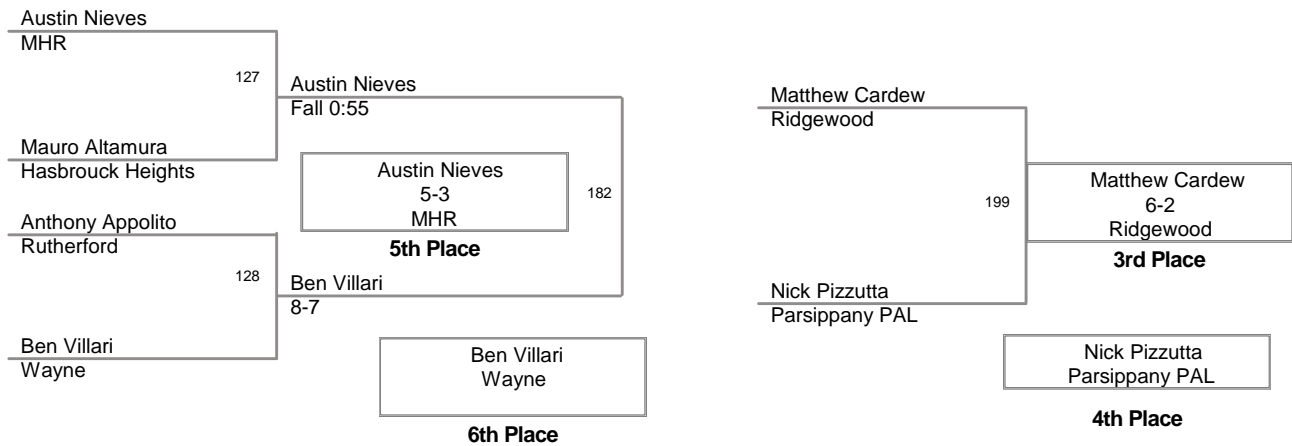 Austin Nieves
MHR
127
Austin Nieves
Fall 0:55
Mauro Altamura
Hasbrouck Heights
Austin Nieves
5-3
MHR
5th Place
182
Anthony Appolito
Rutherford
128
Ben Villari
8-7
Ben Villari
Wayne
Ben Villari
Wayne
6th Place
Matthew Cardew
Ridgewood
199
Matthew Cardew
6-2
Ridgewood
3rd Place
Nick Pizzutta
Parsippany PAL
Nick Pizzutta
Parsippany PAL
4th Place